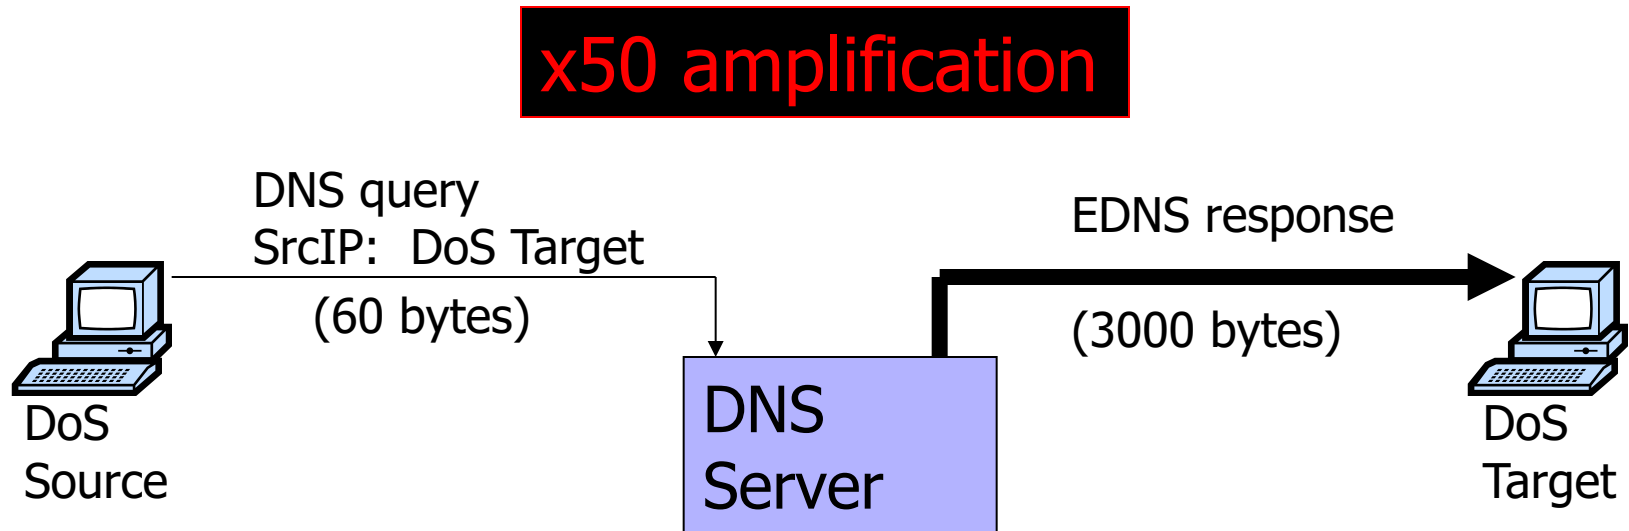 x50 amplification
DNS query
SrcIP: DoS Target
(60 bytes)
EDNS response
(3000 bytes)
DoS
Source
DNS
Server
DoS
Target